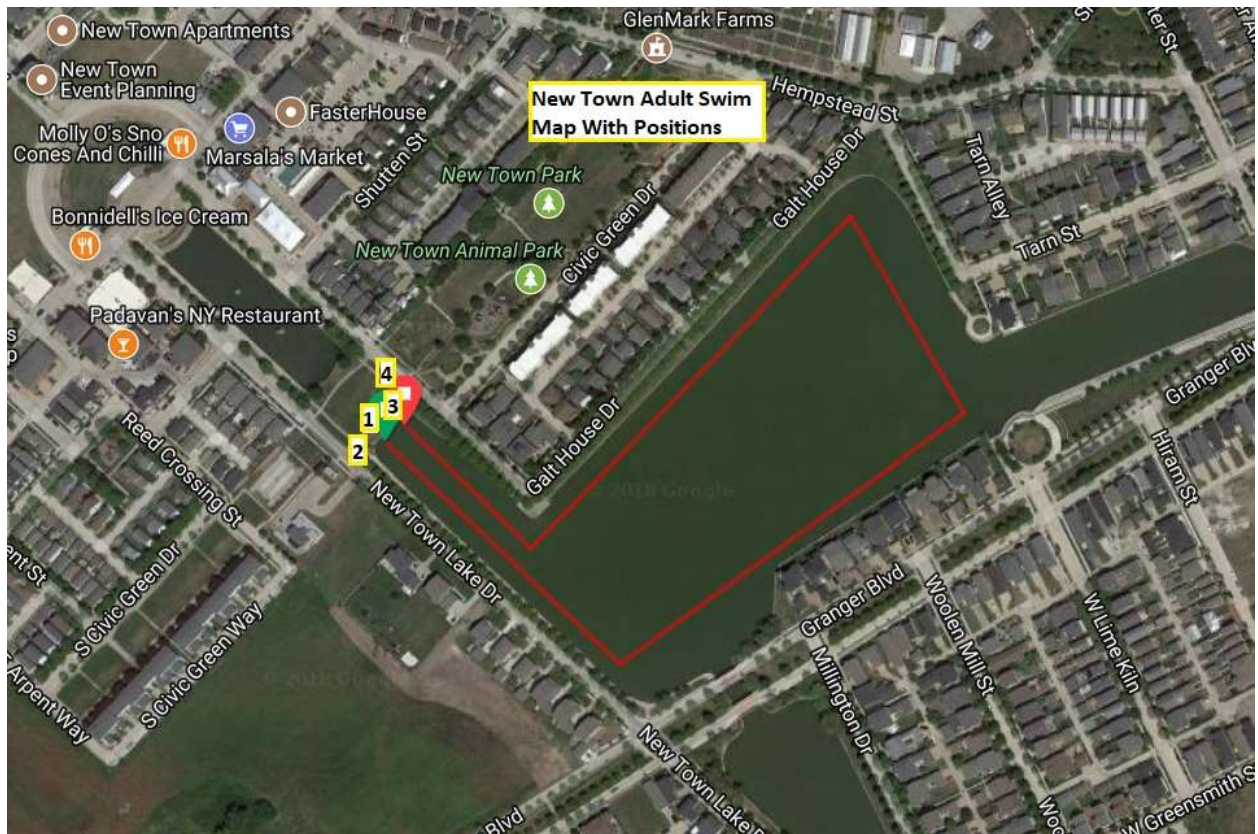 GlenMark Farms
New Town Apartments
New Town
Event Planning
New Town Adult Swim
Map With Positions
Hempstead St
FasterHouse
Molly O's Sno
Cones And Chilli
Marsala's Market
Shutten St
Tarn Alley
Galt House Dr
New Town Park
Civic Green Dr
Bonnidell's Ice Cream
New Town Animal Park
Tarn St
Padavan's NY Restaurant
Granger Blvd
4
3
1
2
Reed Crossing St
Galt House Dr
Hiram St
© 2018 Google
New Town Lake Dr
S Civic Green Dr
Granger Blvd
Woolen Mill St
W Lime Kiln
S Civic Green Way
Arpent Way
Millington Dr
© 2018 Google
New Town Lake D
Blvd
W Greensmith S
Woo